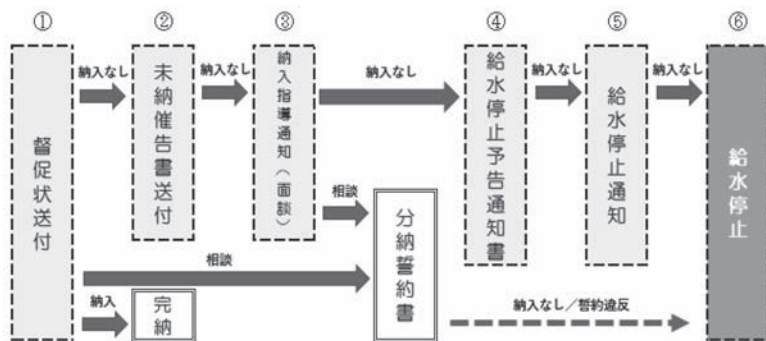 ①
②
③
④
⑤
⑥
督促状送付
納入なし
未納催告書送付
納入なし
納入指導通知（面談）
納入なし
給水停止予告通知書
納入なし
給水停止通知
納入なし
給水停止
相談
分納誓約書
相談
納入
完納
納入なし／誓約違反